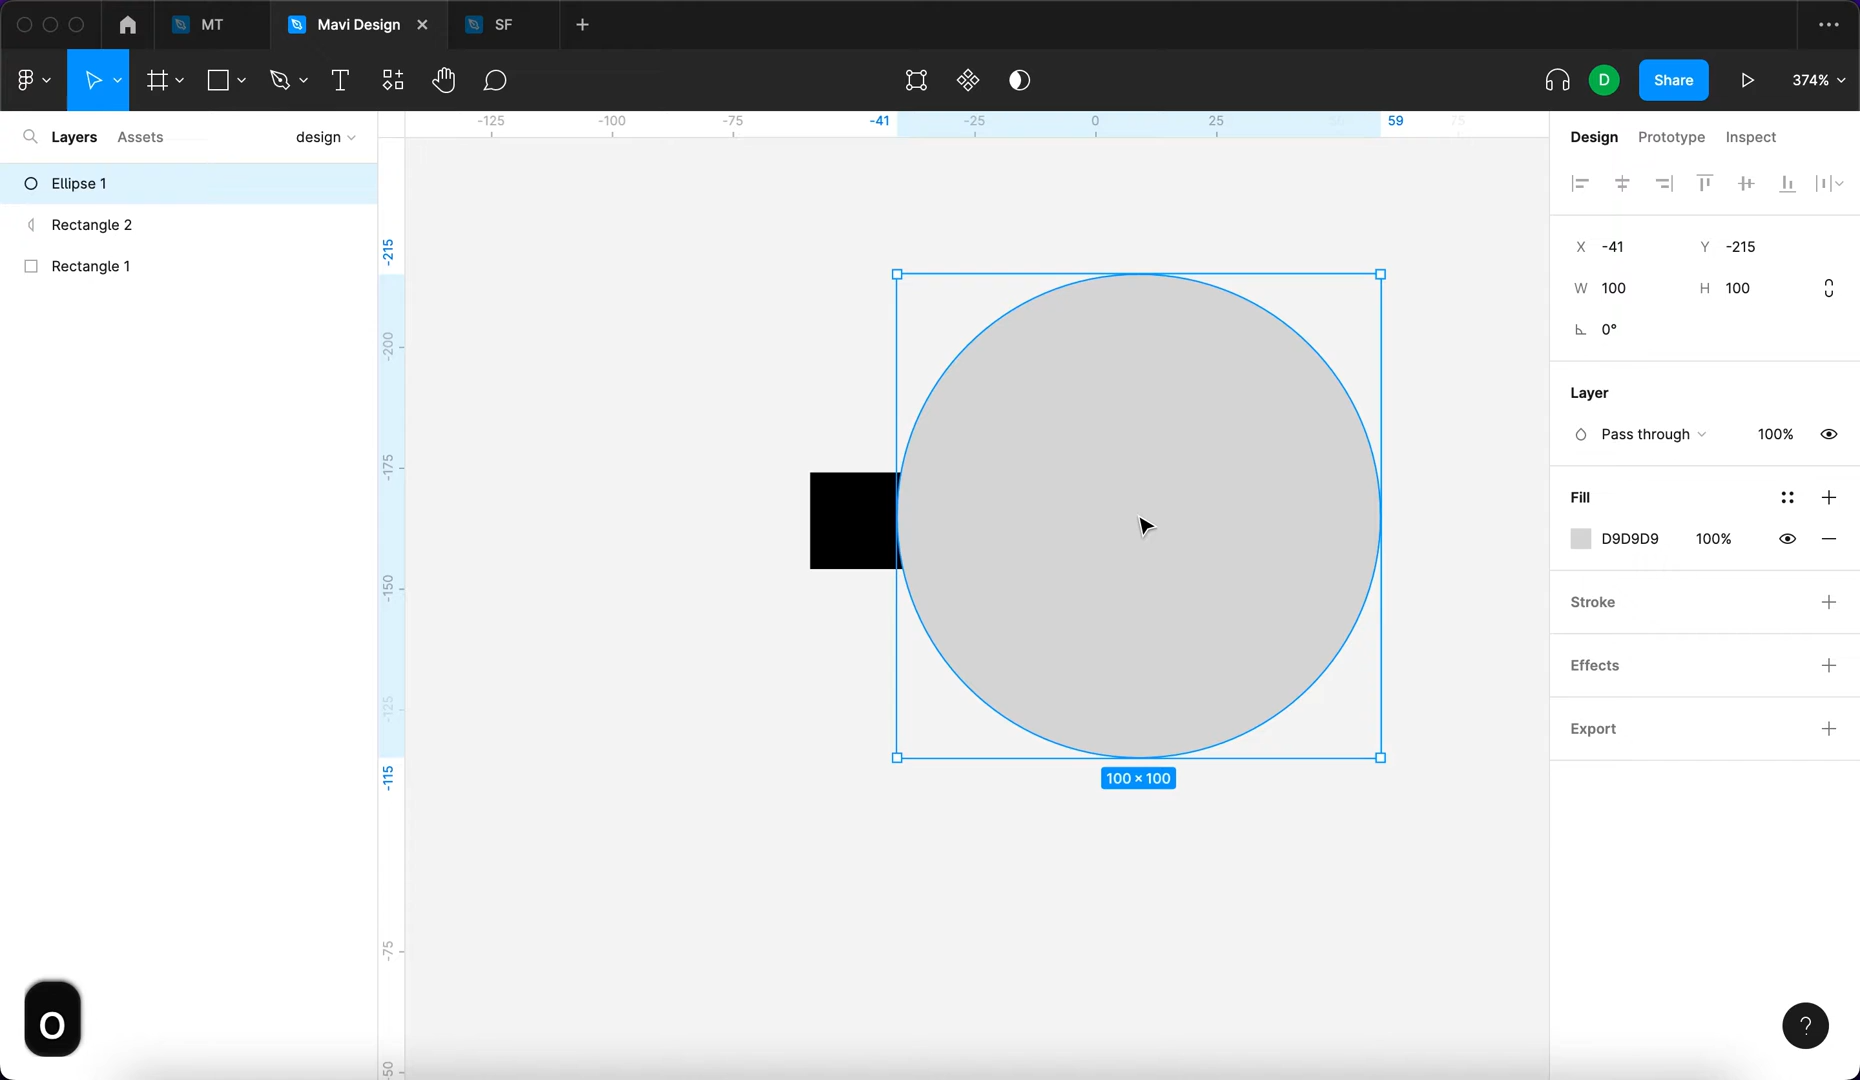 MT
Mavi Design
SF
D
Share
374%
Layers
Assets
design
Ellipse 1
Rectangle 2
Rectangle 1
-125
-100
-75
-41
-25
0
25
59
75
-215
-200
-175
-150
-125
-115
-75
-50
100 × 100
Design
Prototype
Inspect
X -41
Y -215
W 100
H 100
0°
Layer
Pass through
100%
Fill
D9D9D9
100%
Stroke
Effects
Export
O
?